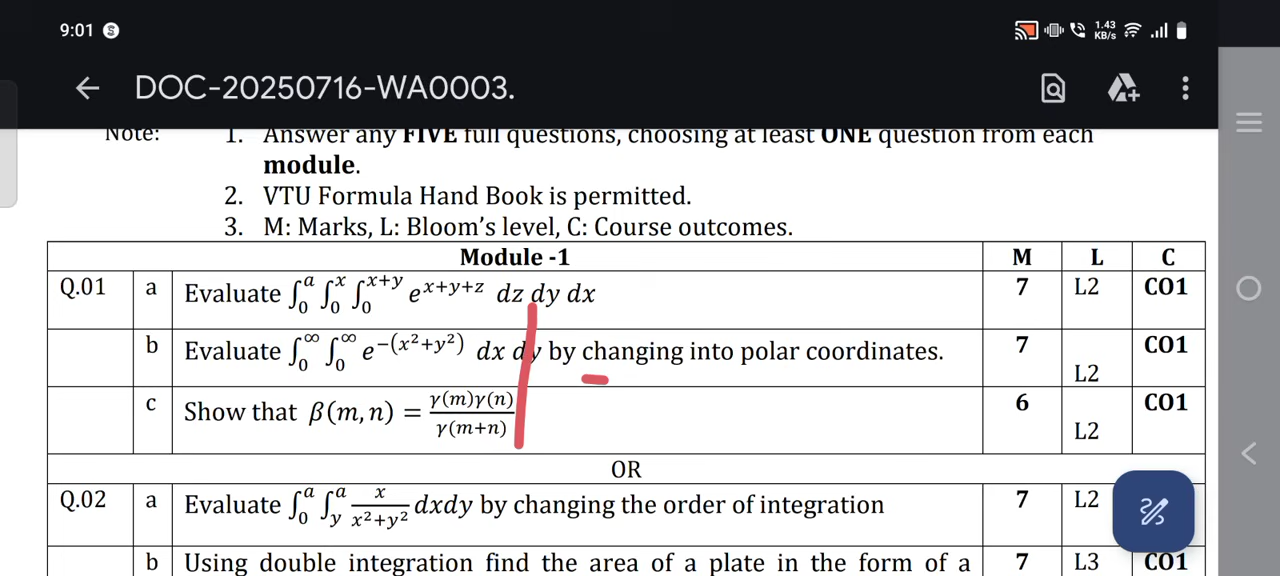 9:01
1.43
KB/s
DOC-20250716-WA0003.
Note: 1. Answer any FIVE full questions, choosing at least ONE question from each
module.
2. VTU Formula Hand Book is permitted.
3. M: Marks, L: Bloom's level, C: Course outcomes.
Module -1 M L C
Q.01 a Evaluate ∫₀ᵃ ∫₀ˣ ∫₀ˣ⁺ʸ eˣ⁺ʸ⁺ᶻ dz dy dx 7 L2 CO1
b Evaluate ∫₀^∞ ∫₀^∞ e^−(x²+y²) dx dy by changing into polar coordinates. 7 L2 CO1
c Show that β(m, n) = γ(m)γ(n)/γ(m+n) 6 L2 CO1
OR
Q.02 a Evaluate ∫₀ᵃ ∫_y^a x/(x²+y²) dxdy by changing the order of integration 7 L2
b Using double integration find the area of a plate in the form of a 7 L3 CO1